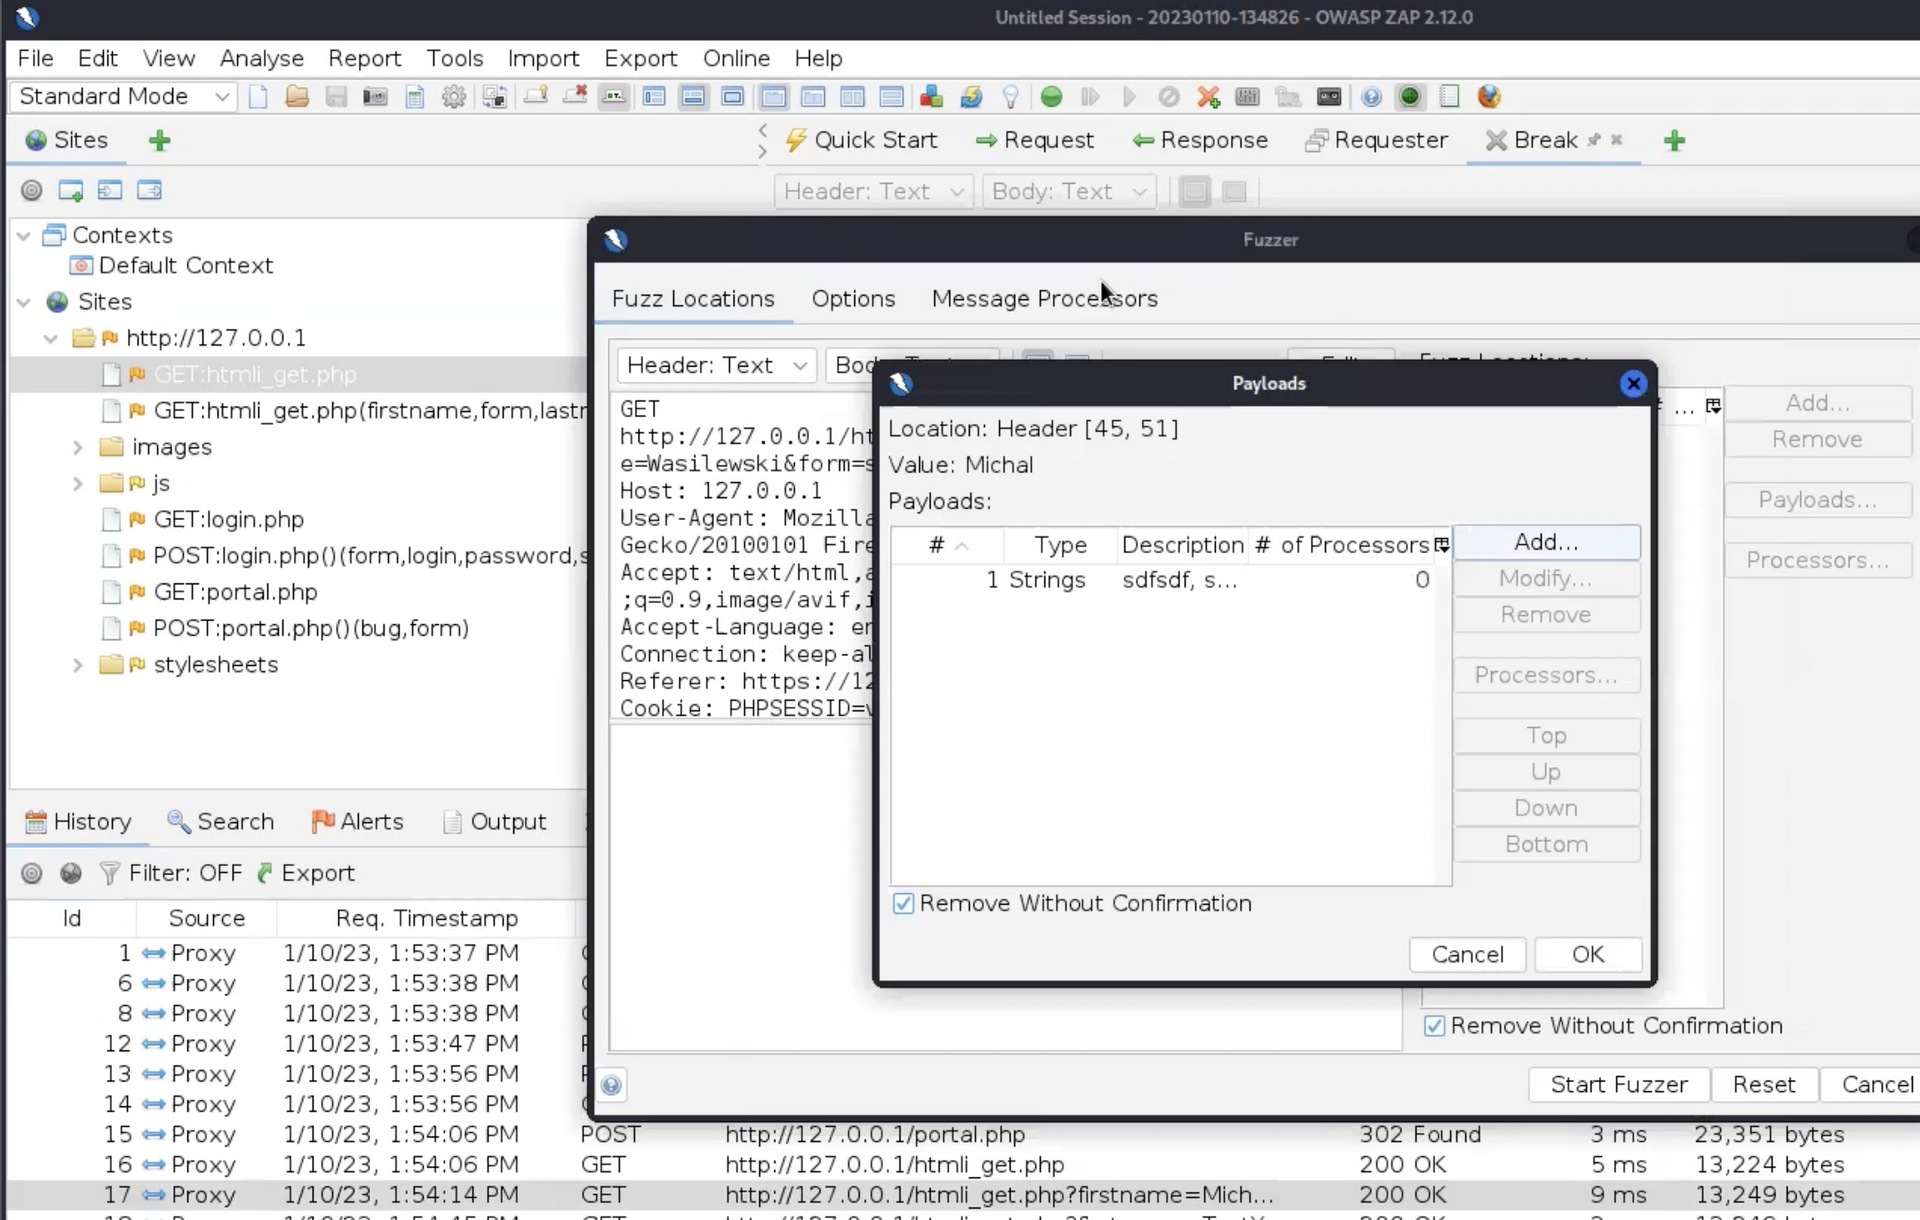 Untitled Session - 20230110-134826 - OWASP ZAP 2.12.0
File Edit View Analyse Report Tools Import Export Online Help
Standard Mode
Sites
Quick Start Request Response Requester Break
Header: Text Body: Text
Contexts
Default Context
Sites
http://127.0.0.1
GET:htmli_get.php
GET:htmli_get.php(firstname,form,lastr
images
js
GET:login.php
POST:login.php()(form,login,password,s
GET:portal.php
POST:portal.php()(bug,form)
stylesheets
Fuzzer
Fuzz Locations Options Message Processors
Header: Text
GET
http://127.0.0.1/ht
e=Wasilewski&form=s
Host: 127.0.0.1
User-Agent: Mozilla
Gecko/20100101 Fire
Accept: text/html,a
;q=0.9,image/avif,i
Accept-Language: en
Connection: keep-al
Referer: https://12
Cookie: PHPSESSID=v
Add...
Remove
Payloads...
Processors...
Payloads
Location: Header [45, 51]
Value: Michal
Payloads:
# Type Description # of Processors
1 Strings sdfsdf, s... 0
Add...
Modify...
Remove
Processors...
Top
Up
Down
Bottom
Remove Without Confirmation
Cancel OK
Remove Without Confirmation
Start Fuzzer Reset Cancel
History Search Alerts Output
Filter: OFF Export
Id Source Req. Timestamp
1 Proxy 1/10/23, 1:53:37 PM
6 Proxy 1/10/23, 1:53:38 PM
8 Proxy 1/10/23, 1:53:38 PM
12 Proxy 1/10/23, 1:53:47 PM
13 Proxy 1/10/23, 1:53:56 PM
14 Proxy 1/10/23, 1:53:56 PM
15 Proxy 1/10/23, 1:54:06 PM POST http://127.0.0.1/portal.php 302 Found 3 ms 23,351 bytes
16 Proxy 1/10/23, 1:54:06 PM GET http://127.0.0.1/htmli_get.php 200 OK 5 ms 13,224 bytes
17 Proxy 1/10/23, 1:54:14 PM GET http://127.0.0.1/htmli_get.php?firstname=Mich... 200 OK 9 ms 13,249 bytes